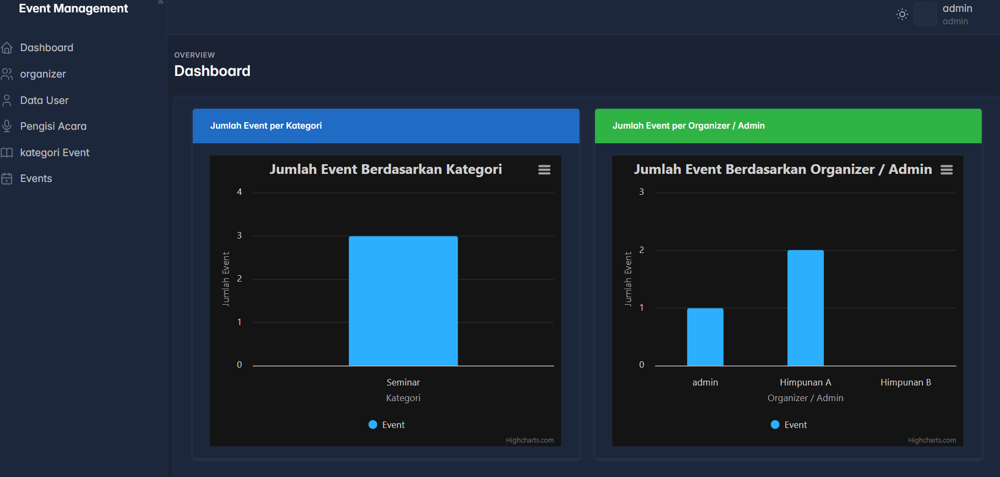 Event Management
admin
admin
Dashboard
organizer
Data User
Pengisi Acara
kategori Event
Events
OVERVIEW
Dashboard
Jumlah Event per Kategori
Jumlah Event Berdasarkan Kategori
4
3
2
1
0
Jumlah Event
Seminar
Kategori
Event
Highcharts.com
Jumlah Event per Organizer / Admin
Jumlah Event Berdasarkan Organizer / Admin
3
2
1
0
Jumlah Event
admin Himpunan A Himpunan B
Organizer / Admin
Event
Highcharts.com